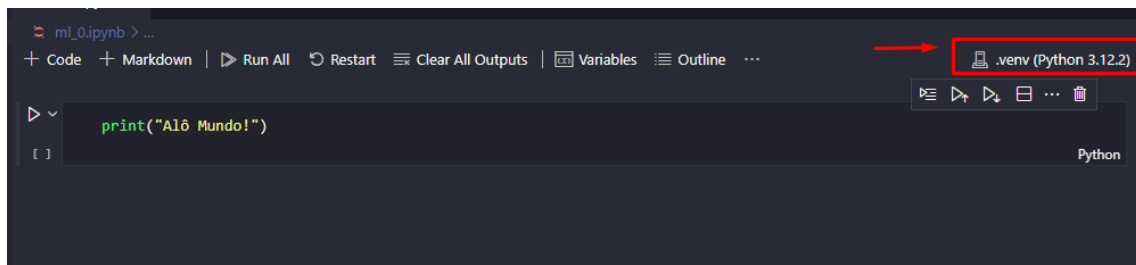 ml_0.ipynb > ...
+ Code + Markdown | Run All Restart Clear All Outputs | Variables Outline ... .venv (Python 3.12.2)
...
print("Alô Mundo!")
[ ]
Python